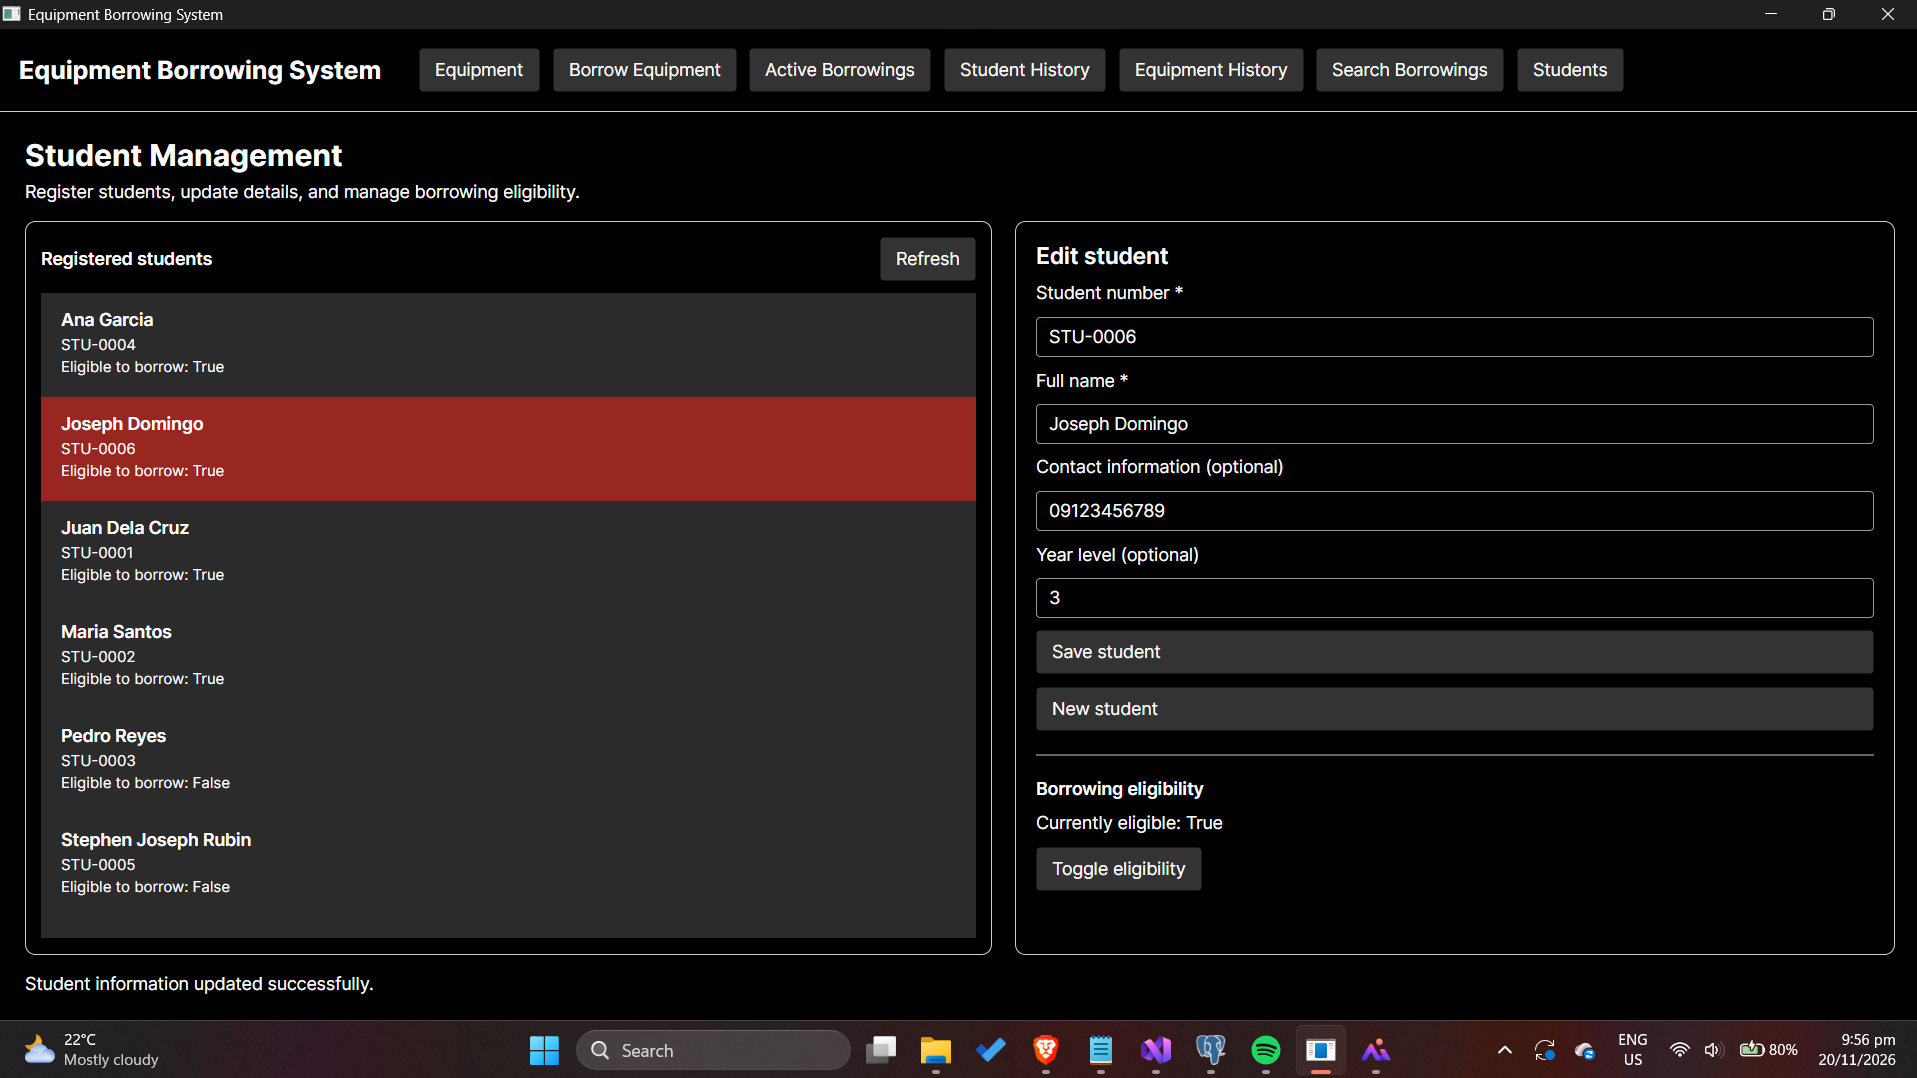 Equipment Borrowing System
Equipment Borrowing System
Equipment
Borrow Equipment
Active Borrowings
Student History
Equipment History
Search Borrowings
Students
Student Management
Register students, update details, and manage borrowing eligibility.
Registered students
Refresh
Ana Garcia
STU-0004
Eligible to borrow: True
Joseph Domingo
STU-0006
Eligible to borrow: True
Juan Dela Cruz
STU-0001
Eligible to borrow: True
Maria Santos
STU-0002
Eligible to borrow: True
Pedro Reyes
STU-0003
Eligible to borrow: False
Stephen Joseph Rubin
STU-0005
Eligible to borrow: False
Edit student
Student number *
STU-0006
Full name *
Joseph Domingo
Contact information (optional)
09123456789
Year level (optional)
3
Save student
New student
Borrowing eligibility
Currently eligible: True
Toggle eligibility
Student information updated successfully.
22°C
Mostly cloudy
Search
ENG
US
80%
9:56 pm
20/11/2026